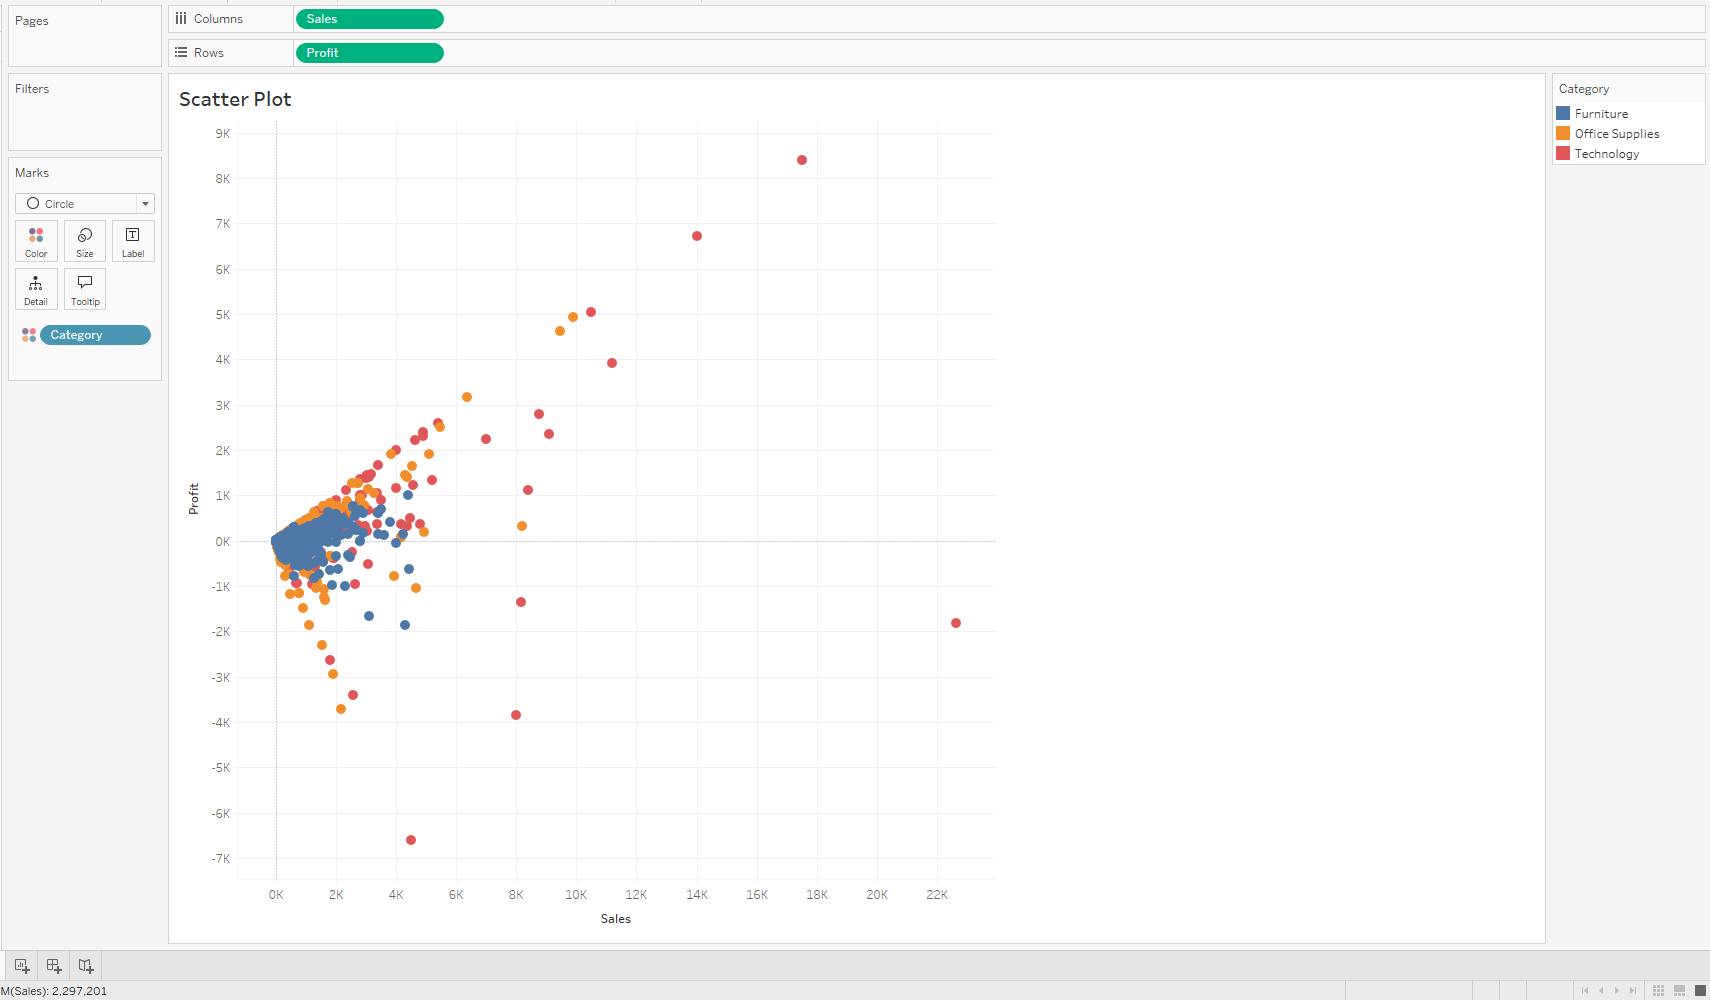 Pages
Columns
Sales
Rows
Profit
Filters
Marks
Circle
Color
Size
Label
Detail
Tooltip
Category
Scatter Plot
9K
8K
7K
6K
5K
4K
3K
2K
1K
0K
-1K
-2K
-3K
-4K
-5K
-6K
-7K
Profit
0K 2K 4K 6K 8K 10K 12K 14K 16K 18K 20K 22K
Sales
Category
Furniture
Office Supplies
Technology
M(Sales): 2,297,201